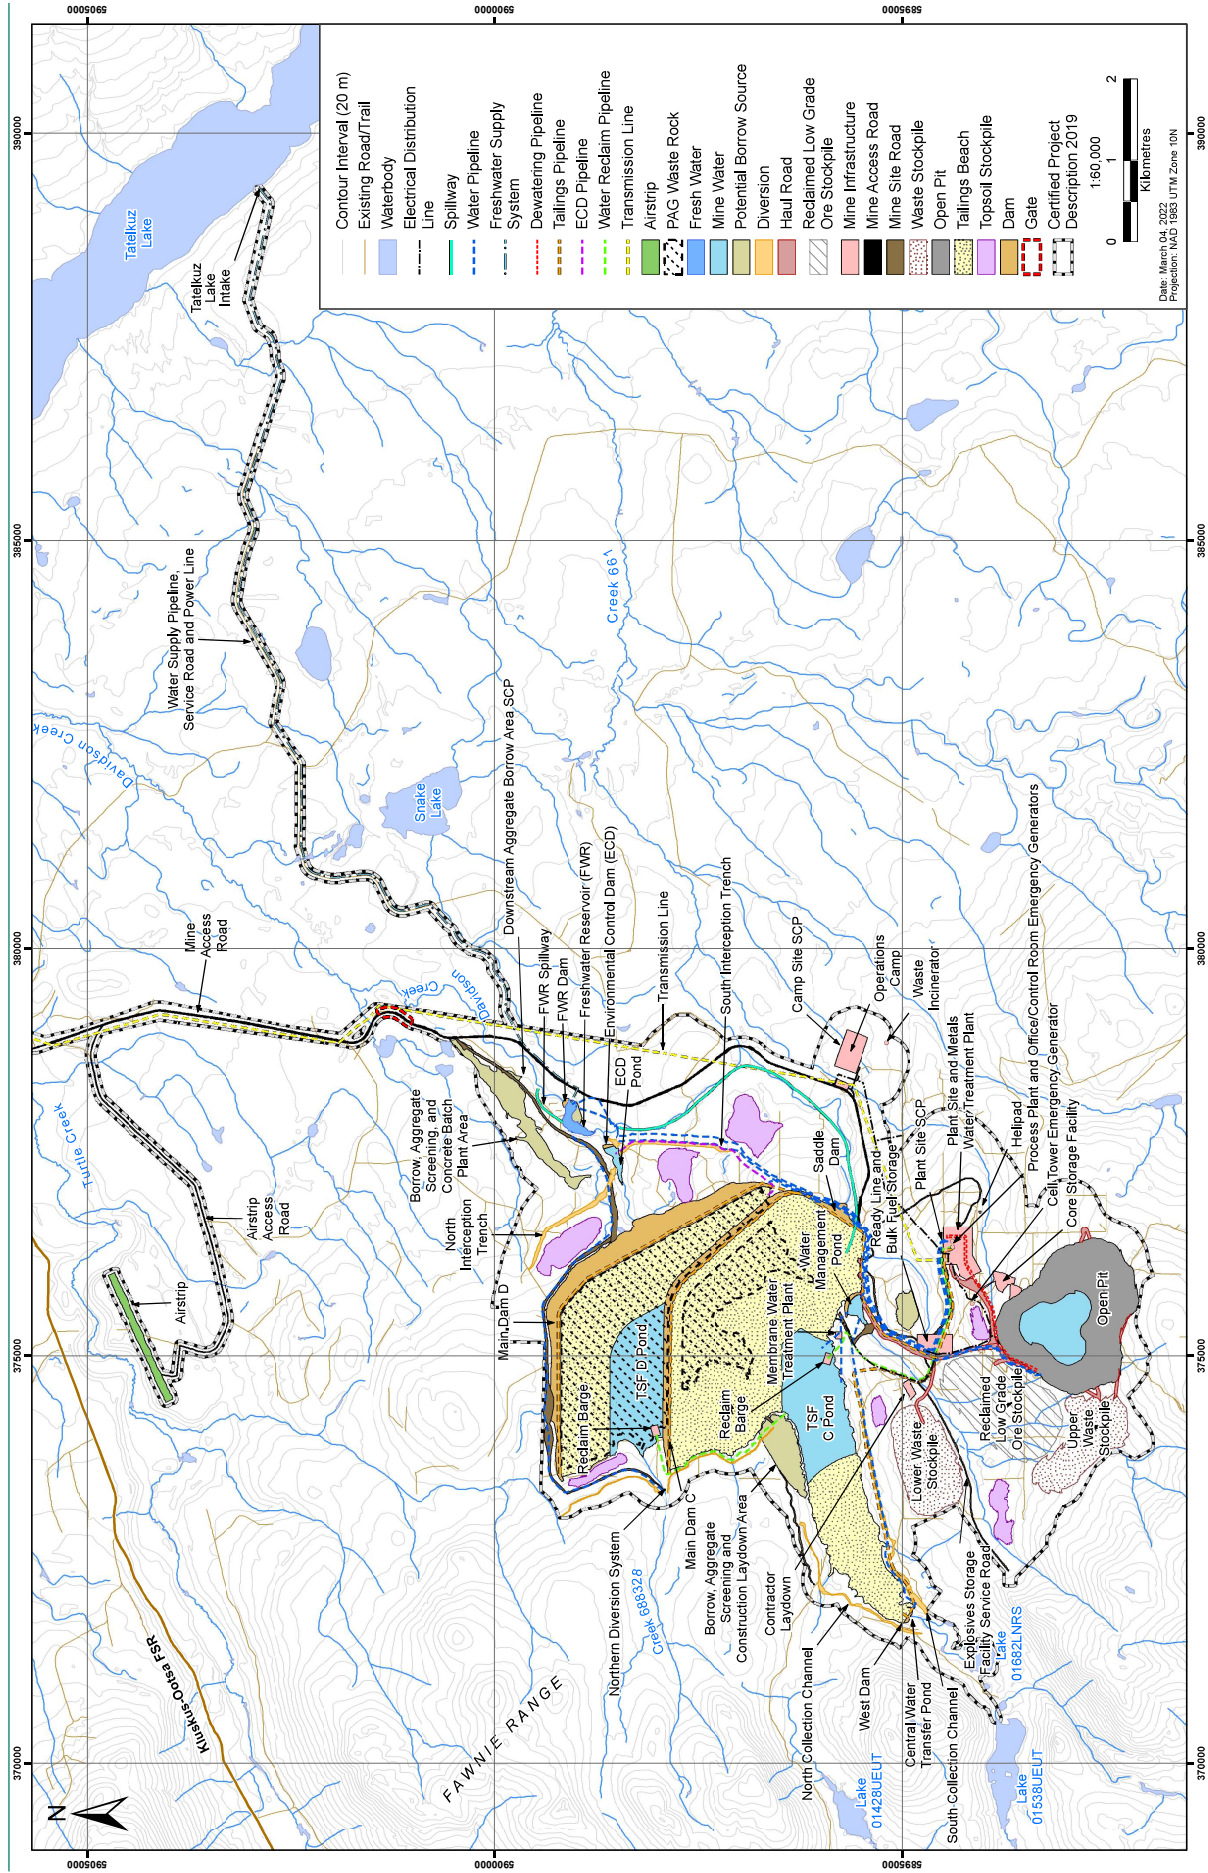 5905000
5900000
5895000
390000
385000
380000
375000
370000
5905000
5900000
5895000
390000
385000
380000
375000
370000
N
Contour Interval (20 m)
Existing Road/Trail
Waterbody
Electrical Distribution
Line
Spillway
Water Pipeline
Freshwater Supply
System
Dewatering Pipeline
Tailings Pipeline
ECD Pipeline
Water Reclaim Pipeline
Transmission Line
Airstrip
PAG Waste Rock
Fresh Water
Mine Water
Potential Borrow Source
Diversion
Haul Road
Reclaimed Low Grade
Ore Stockpile
Mine Infrastructure
Mine Access Road
Mine Site Road
Waste Stockpile
Open Pit
Tailings Beach
Topsoil Stockpile
Dam
Gate
Certified Project
Description 2019
1:60,000
0
1
2
Kilometres
Date: March 04, 2022
Projection: NAD 1983 UTM Zone 10N
Tatelkuz
Lake
Tatelkuz
Lake
Intake
Water Supply Pipeline,
Service Road and Power Line
Davidson Creek
Snake
Lake
Creek 661
Mine
Access
Road
Turtle Creek
Airstrip
Access
Road
Airstrip
Kluskus-Ootsa FSR
Davidson
Creek
Downstream Aggregate Borrow Area SCP
FWR Spillway
FWR Dam
Freshwater Reservoir (FWR)
Environmental Control Dam (ECD)
ECD
Pond
Transmission Line
South Interception Trench
Camp Site SCP
Operations
Camp
Waste
Incinerator
Borrow, Aggregate
Screening, and
Concrete Batch
Plant Area
North
Interception
Trench
Main Dam D
Saddle
Dam
Ready Line and
Bulk Fuel Storage
Plant Site SCP
Plant Site and Metals
Water Treatment Plant
Helipad
Process Plant and Office/Control Room Emergency Generators
Cell Tower Emergency Generator
Core Storage Facility
Water
Management
Pond
Membrane Water
Treatment Plant
TSF D Pond
Reclaim Barge
Reclaim
Barge
TSF
C Pond
Open Pit
Reclaimed
Low Grade
Ore Stockpile
Upper
Waste
Stockpile
Lower Waste
Stockpile
Northern Diversion System
Main Dam C
Creek 688328
Borrow, Aggregate
Screening and
Construction Laydown Area
Contractor
Laydown
North Collection Channel
West Dam
Central Water
Transfer Pond
South Collection Channel
Explosives Storage
Facility Service Road
Lake
01682LNRS
Lake
01538UEUT
Lake
01428UEUT
FAWNIE RANGE